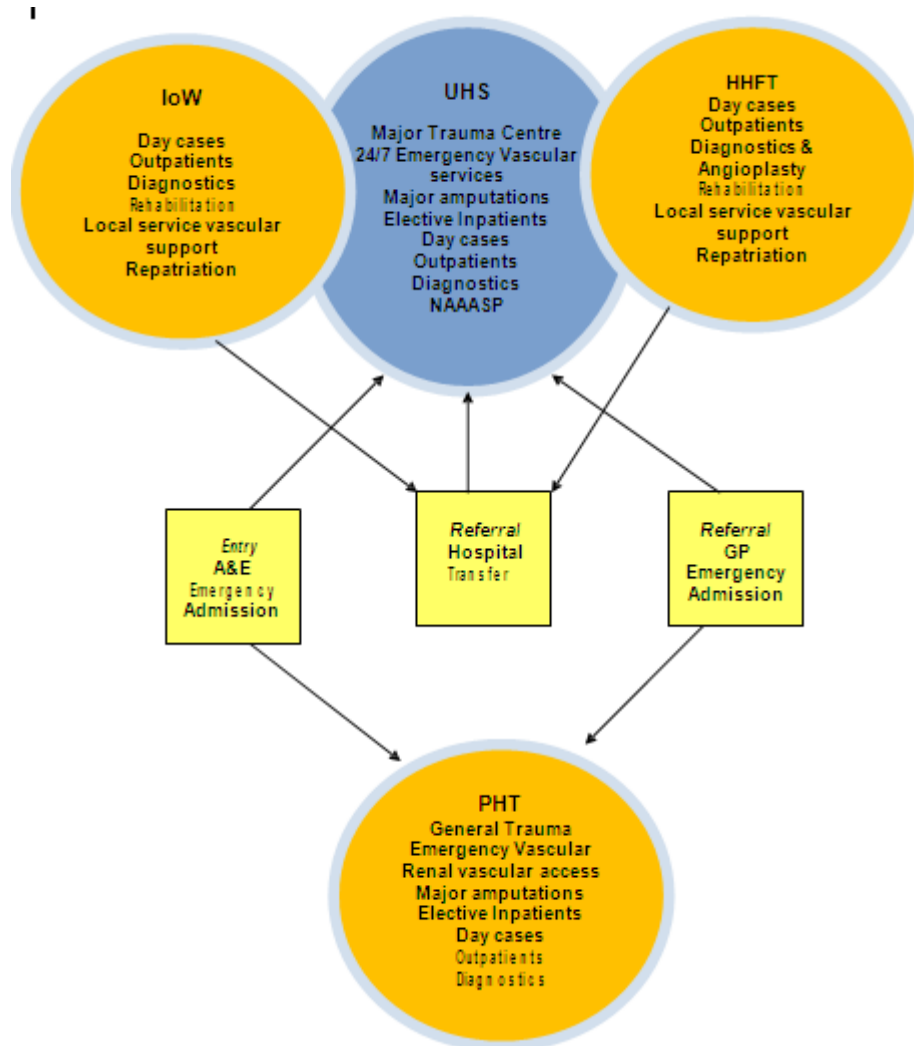 IoW
Day cases
Outpatients
Diagnostics
Rehabilitation
Local service vascular
support
Repatriation
UHS
Major Trauma Centre
24/7 Emergency Vascular
services
Major amputations
Elective Inpatients
Day cases
Outpatients
Diagnostics
NAAASP
HHFT
Day cases
Outpatients
Diagnostics &
Angioplasty
Rehabilitation
Local service vascular
support
Repatriation
Entry
A&E
Emergency
Admission
Referral
Hospital
Transfer
Referral
GP
Emergency
Admission
PHT
General Trauma
Emergency Vascular
Renal vascular access
Major amputations
Elective Inpatients
Day cases
Outpatients
Diagnostics